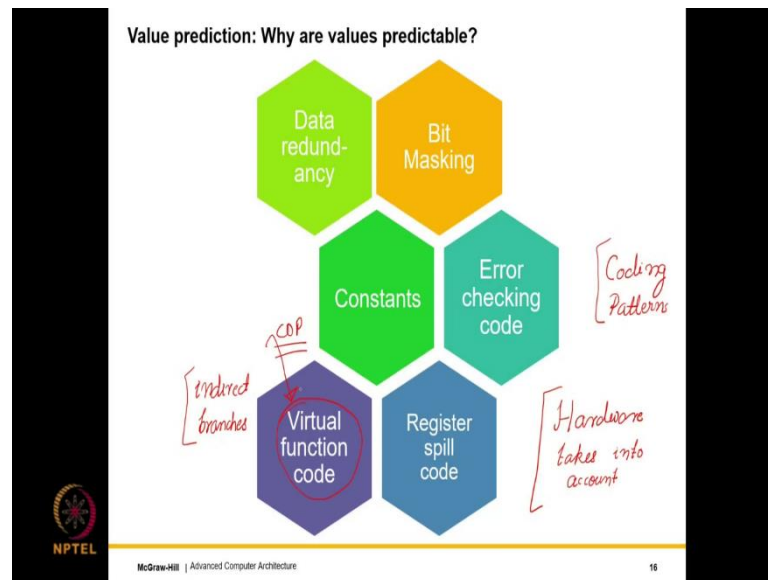 Value prediction: Why are values predictable?
Data
redund-
ancy
Bit
Masking
Constants
Error
checking
code
Coding
Patterns
Indirect
branches
Virtual
function
code
Register
spill
code
Hardware
takes into
account
NPTEL
McGraw-Hill | Advanced Computer Architecture
16